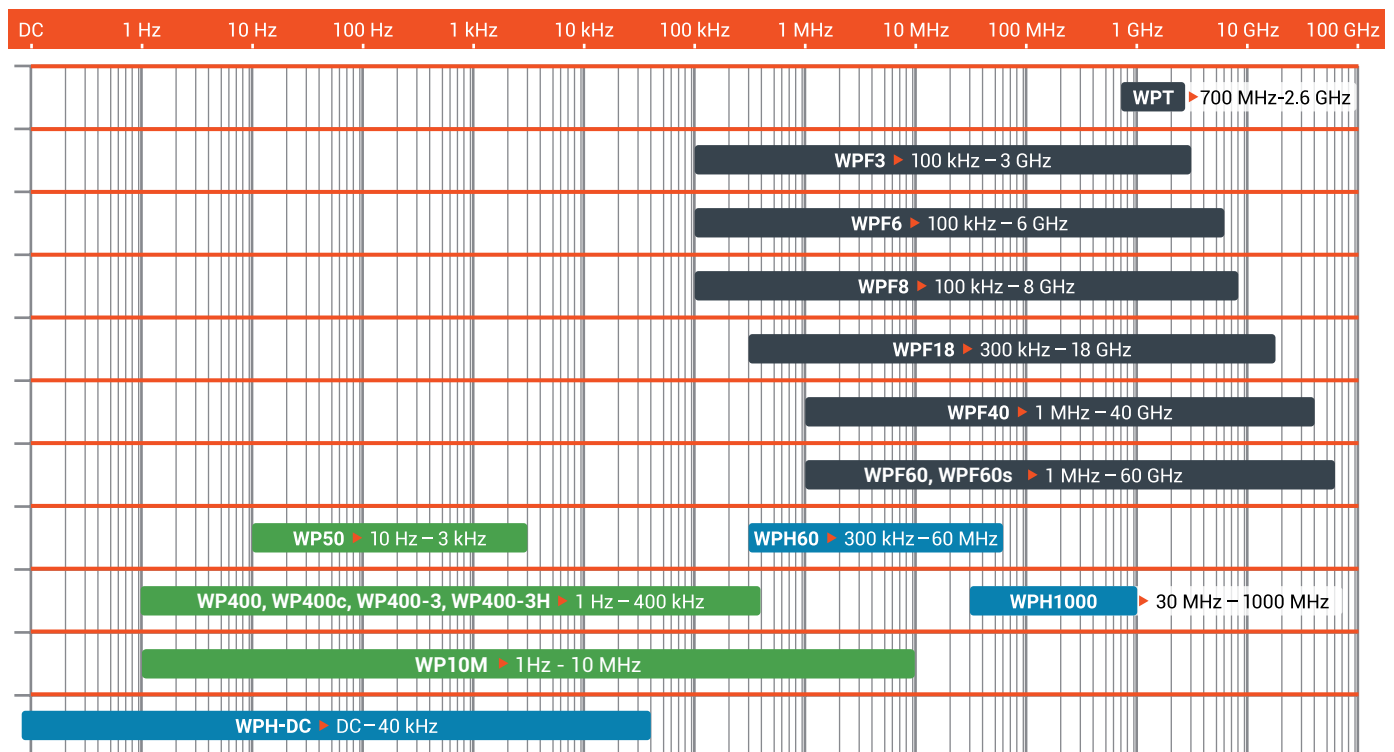 DC 1 Hz 10 Hz 100 Hz 1 kHz 10 kHz 100 kHz 1 MHz 10 MHz 100 MHz 1 GHz 10 GHz 100 GHz
WPT ▸ 700 MHz-2.6 GHz
WPF3 ▸ 100 kHz – 3 GHz
WPF6 ▸ 100 kHz – 6 GHz
WPF8 ▸ 100 kHz – 8 GHz
WPF18 ▸ 300 kHz – 18 GHz
WPF40 ▸ 1 MHz – 40 GHz
WPF60, WPF60s ▸ 1 MHz – 60 GHz
WP50 ▸ 10 Hz – 3 kHz WPH60 ▸ 300 kHz – 60 MHz
WP400, WP400c, WP400-3, WP400-3H ▸ 1 Hz – 400 kHz WPH1000 ▸ 30 MHz – 1000 MHz
WP10M ▸ 1Hz - 10 MHz
WPH-DC ▸ DC – 40 kHz